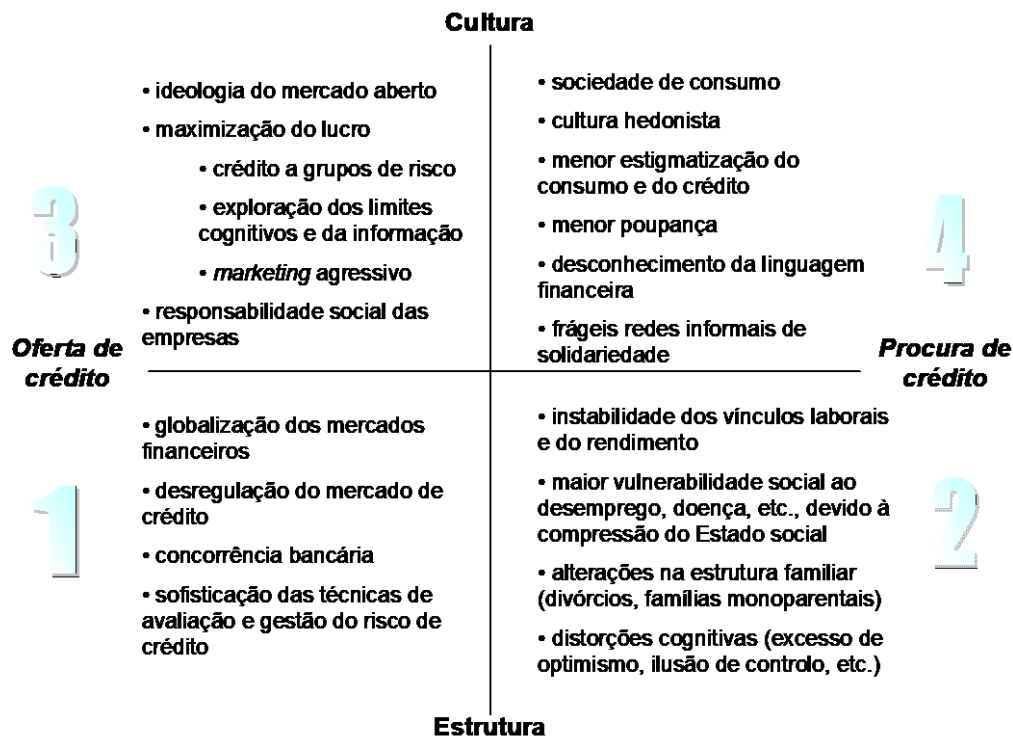 Cultura
• ideologia do mercado aberto
• maximização do lucro
• crédito a grupos de risco
• exploração dos limites
cognitivos e da informação
• marketing agressivo
• responsabilidade social das
empresas
3
• sociedade de consumo
• cultura hedonista
• menor estigmatização do
consumo e do crédito
• menor poupança
• desconhecimento da linguagem
financeira
• frágeis redes informais de
solidariedade
4
Oferta de
crédito
Procura de
crédito
• globalização dos mercados
financeiros
• desregulação do mercado de
crédito
• concorrência bancária
• sofisticação das técnicas de
avaliação e gestão do risco de
crédito
1
• instabilidade dos vínculos laborais
e do rendimento
• maior vulnerabilidade social ao
desemprego, doença, etc., devido à
compressão do Estado social
• alterações na estrutura familiar
(divórcios, famílias monoparentais)
• distorções cognitivas (excesso de
optimismo, ilusão de controlo, etc.)
2
Estrutura